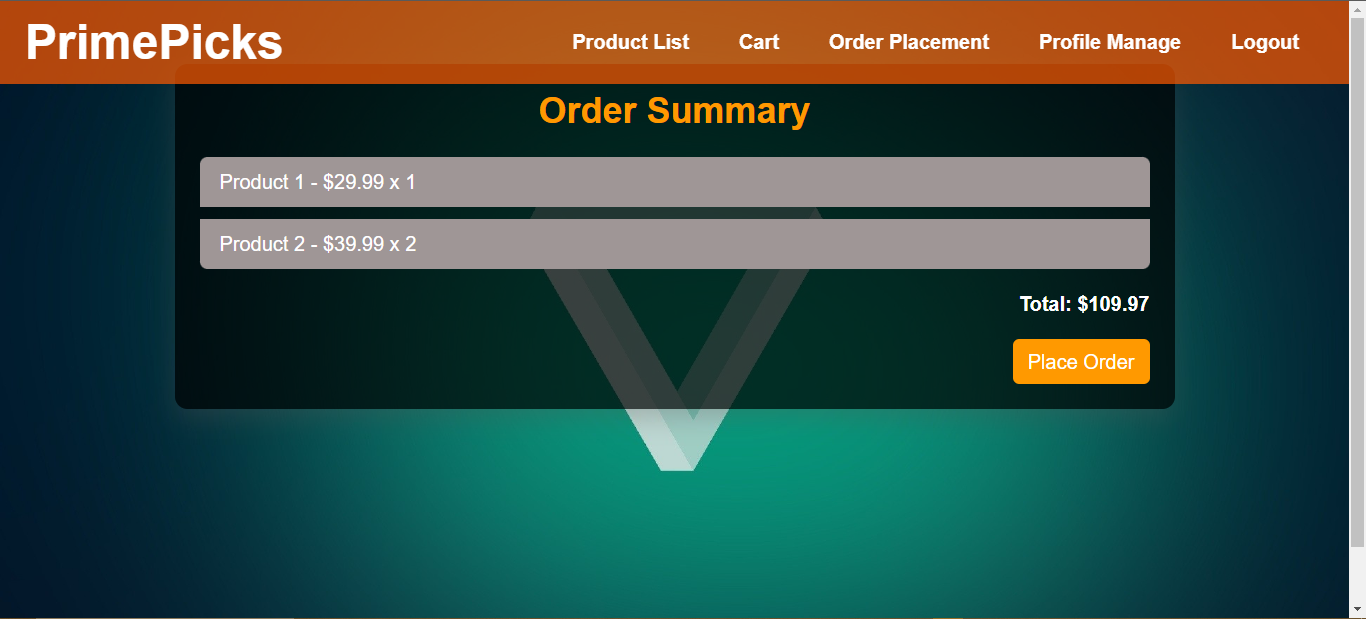 PrimePicks
Product List Cart Order Placement Profile Manage Logout
Order Summary
Product 1 - $29.99 x 1
Product 2 - $39.99 x 2
Total: $109.97
Place Order